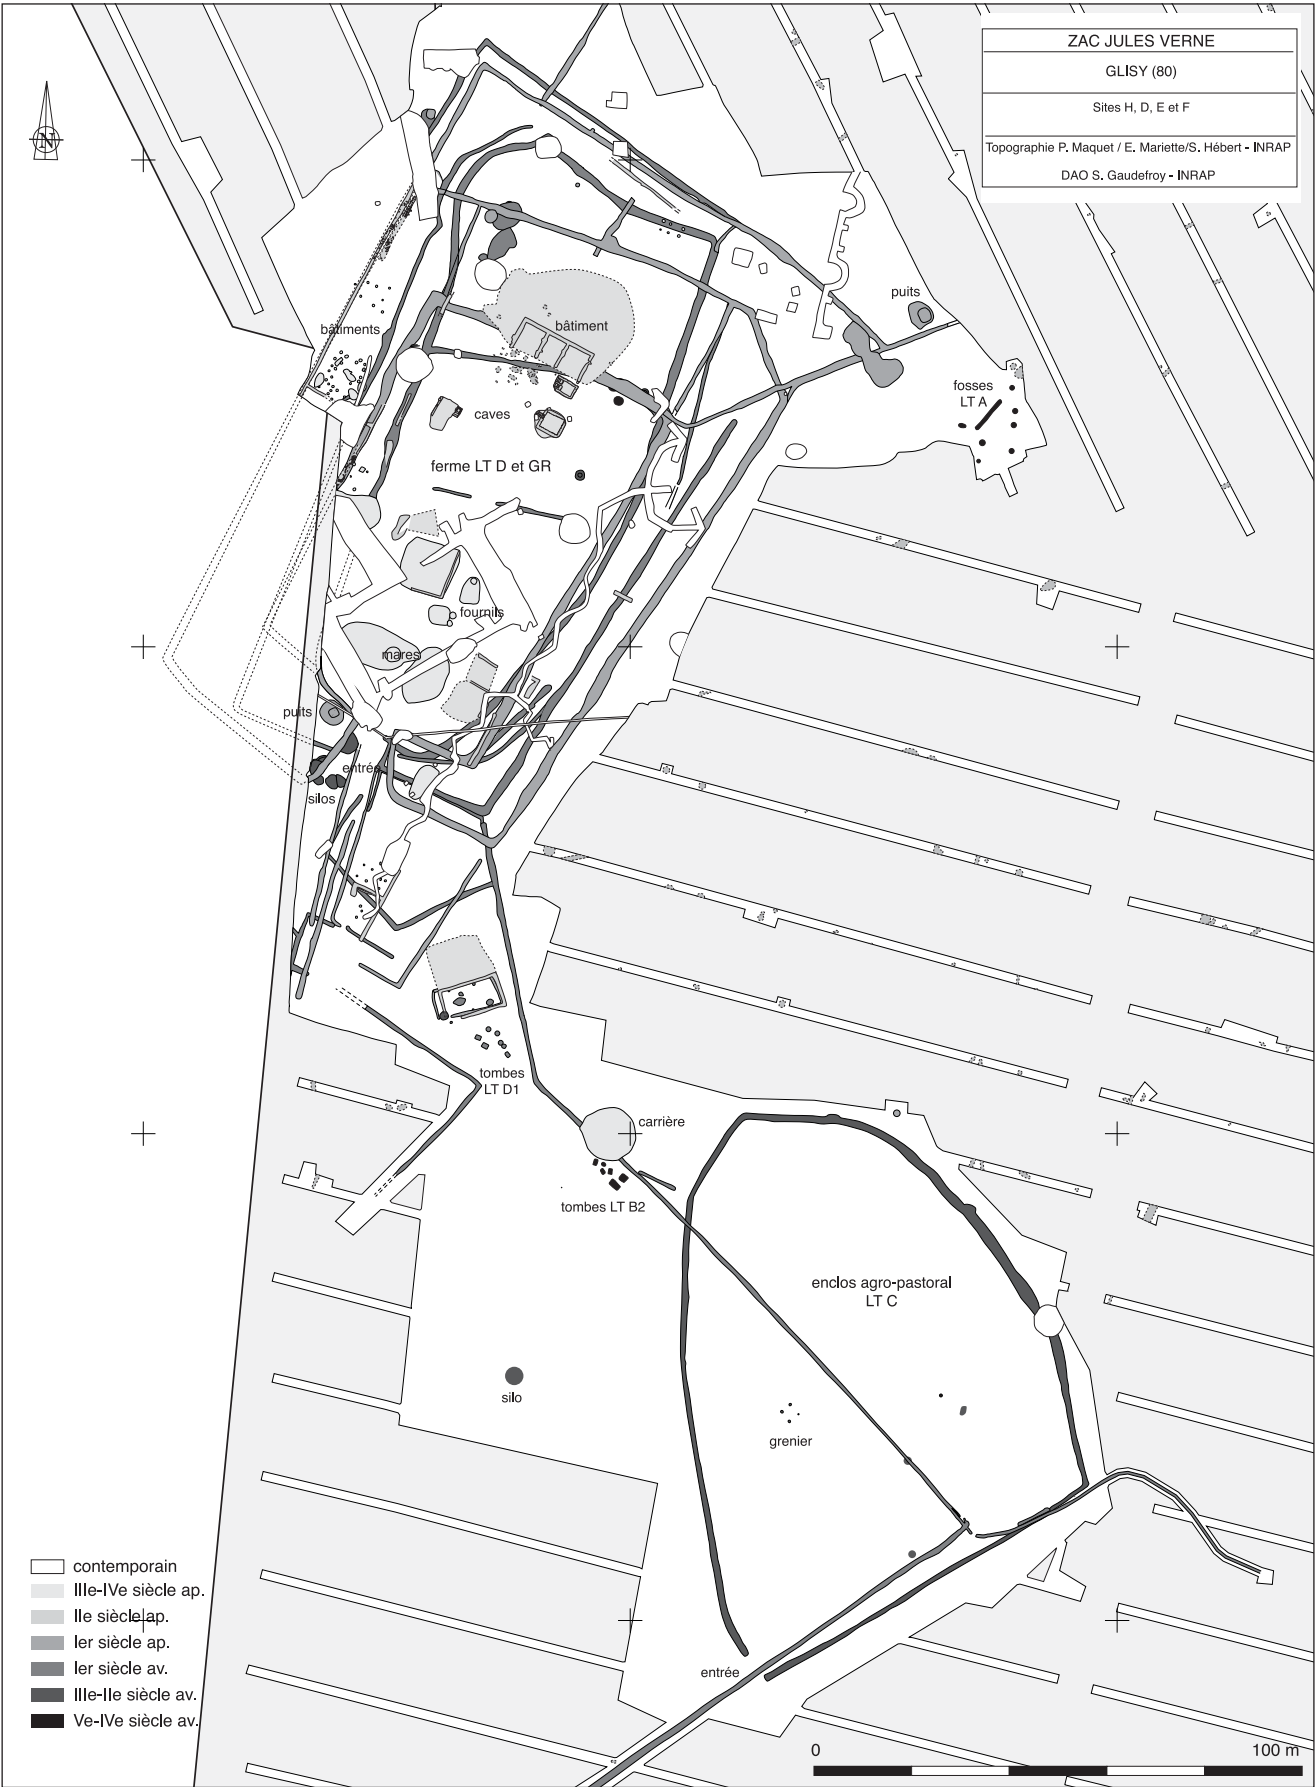 ZAC JULES VERNE
GLISY (80)
Sites H, D, E et F
Topographie P. Maquet / E. Mariette/S. Hébert - INRAP
DAO S. Gaudefroy - INRAP
N
puits
bâtiments
bâtiment
fosses
LT A
caves
ferme LT D et GR
fournils
mares
puits
entrée
silos
tombes
LT D1
carrière
tombes LT B2
enclos agro-pastoral
LT C
silo
grenier
entrée
contemporain
IIIe-IVe siècle ap.
IIe siècle ap.
Ier siècle ap.
Ier siècle av.
IIIe-IIe siècle av.
Ve-IVe siècle av.
0 100 m